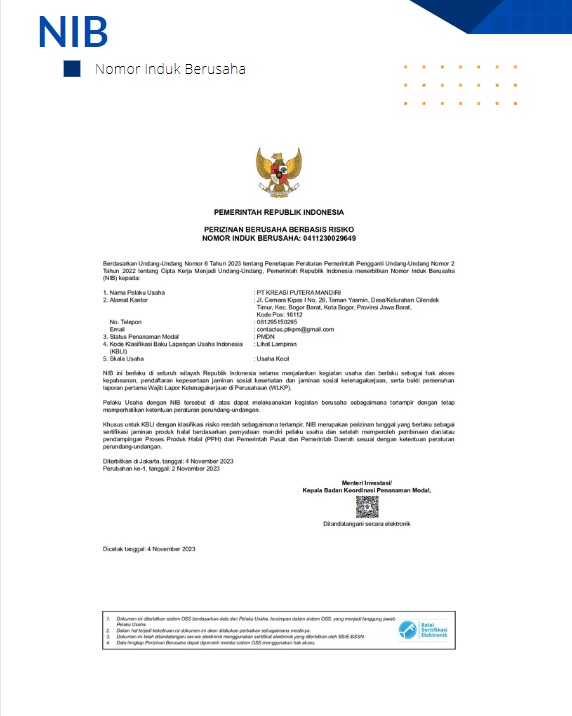 NIB
Nomor Induk Berusaha
PEMERINTAH REPUBLIK INDONESIA
PERIZINAN BERUSAHA BERBASIS RISIKO
NOMOR INDUK BERUSAHA: 0411230029649
Berdasarkan Undang-Undang Nomor 6 Tahun 2023 tentang Penetapan Peraturan Pemerintah Pengganti Undang-Undang Nomor 2
Tahun 2022 tentang Cipta Kerja Menjadi Undang-Undang, Pemerintah Republik Indonesia menerbitkan Nomor Induk Berusaha
(NIB) kepada:
1. Nama Pelaku Usaha : PT KREASI PUTERA MANDIRI
2. Alamat Kantor : Jl. Cemara Kipas I No. 26, Taman Yasmin, Desa/Kelurahan Cilendek
Timur, Kec. Bogor Barat, Kota Bogor, Provinsi Jawa Barat,
Kode Pos: 16112
No. Telepon : 081295150295
Email : contactus.ptkpm@gmail.com
3. Status Penanaman Modal : PMDN
4. Kode Klasifikasi Baku Lapangan Usaha Indonesia : Lihat Lampiran
(KBLI)
5. Skala Usaha : Usaha Kecil
NIB ini berlaku di seluruh wilayah Republik Indonesia selama menjalankan kegiatan usaha dan berlaku sebagai hak akses
kepabeanan, pendaftaran kepesertaan jaminan sosial kesehatan dan jaminan sosial ketenagakerjaan, serta bukti pemenuhan
laporan pertama Wajib Lapor Ketenagakerjaan di Perusahaan (WLKP).
Pelaku Usaha dengan NIB tersebut di atas dapat melaksanakan kegiatan berusaha sebagaimana terlampir dengan tetap
memperhatikan ketentuan peraturan perundang-undangan.
Khusus untuk KBLI dengan klasifikasi risiko rendah sebagaimana terlampir, NIB merupakan perizinan tunggal yang berlaku sebagai
sertifikasi jaminan produk halal berdasarkan pernyataan mandiri pelaku usaha dan setelah memperoleh pembinaan dan/atau
pendampingan Proses Produk Halal (PPH) dari Pemerintah Pusat dan Pemerintah Daerah sesuai dengan ketentuan peraturan
perundang-undangan.
Diterbitkan di Jakarta, tanggal: 4 November 2023
Perubahan ke-1, tanggal: 2 November 2023
Menteri Investasi/
Kepala Badan Koordinasi Penanaman Modal,
Ditandatangani secara elektronik
Dicetak tanggal: 4 November 2023
1. Dokumen ini diterbitkan sistem OSS berdasarkan data dari Pelaku Usaha, tersimpan dalam sistem OSS, yang menjadi tanggung jawab
Pelaku Usaha.
2. Dalam hal terjadi kekeliruan isi dokumen ini akan dilakukan perbaikan sebagaimana mestinya.
3. Dokumen ini telah ditandatangani secara elektronik menggunakan sertifikat elektronik yang diterbitkan oleh BSrE-BSSN.
4. Data lengkap Perizinan Berusaha dapat diperoleh melalui sistem OSS menggunakan hak akses.
Balai
Sertifikasi
Elektronik